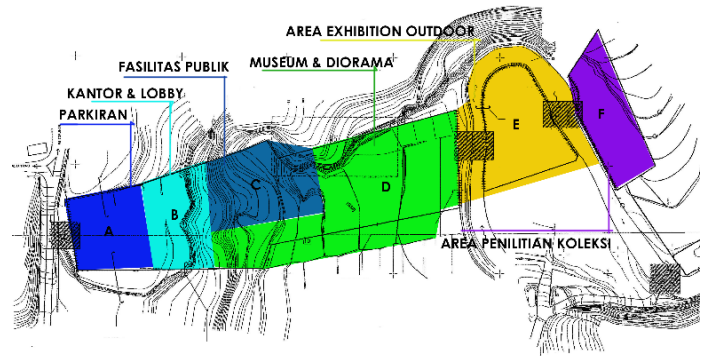 AREA EXHIBITION OUTDOOR
FASILITAS PUBLIK
MUSEUM & DIORAMA
KANTOR & LOBBY
PARKIRAN
A
B
C
D
E
F
AREA PENILITIAN KOLEKSI